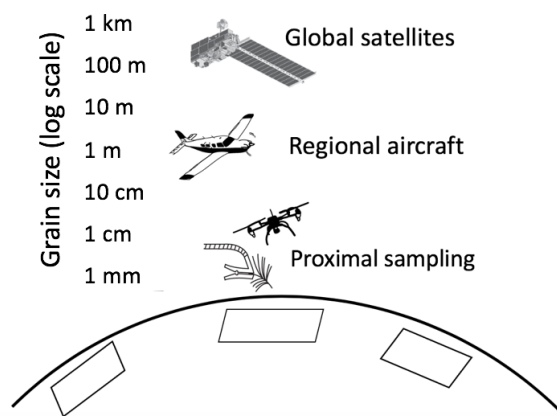 Grain size (log scale)
1 km
100 m
10 m
1 m
10 cm
1 cm
1 mm
Global satellites
Regional aircraft
Proximal sampling